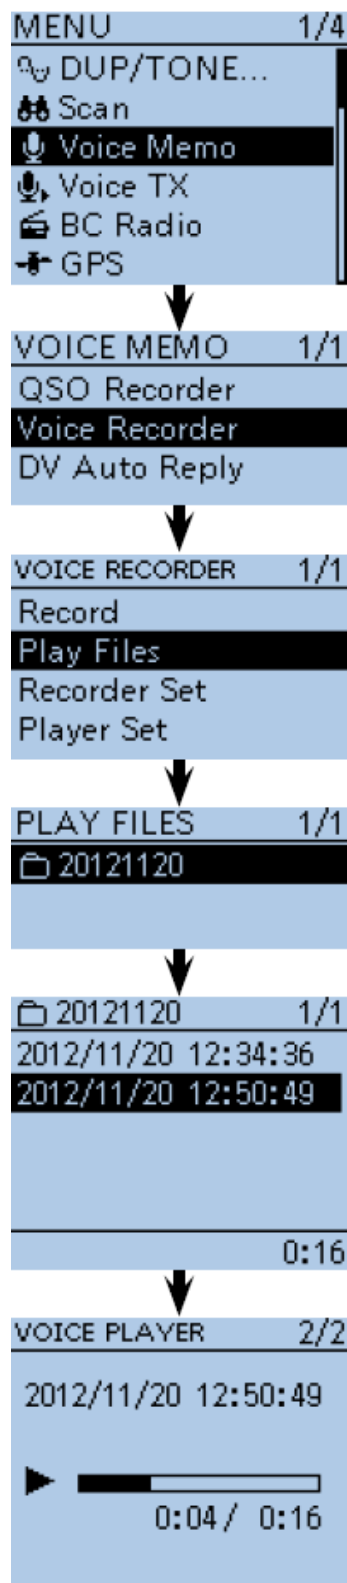 MENU 1/4
DUP/TONE...
Scan
Voice Memo
Voice TX
BC Radio
GPS
VOICE MEMO 1/1
QSO Recorder
Voice Recorder
DV Auto Reply
VOICE RECORDER 1/1
Record
Play Files
Recorder Set
Player Set
PLAY FILES 1/1
20121120
20121120 1/1
2012/11/20 12:34:36
2012/11/20 12:50:49
0:16
VOICE PLAYER 2/2
2012/11/20 12:50:49
0:04 / 0:16